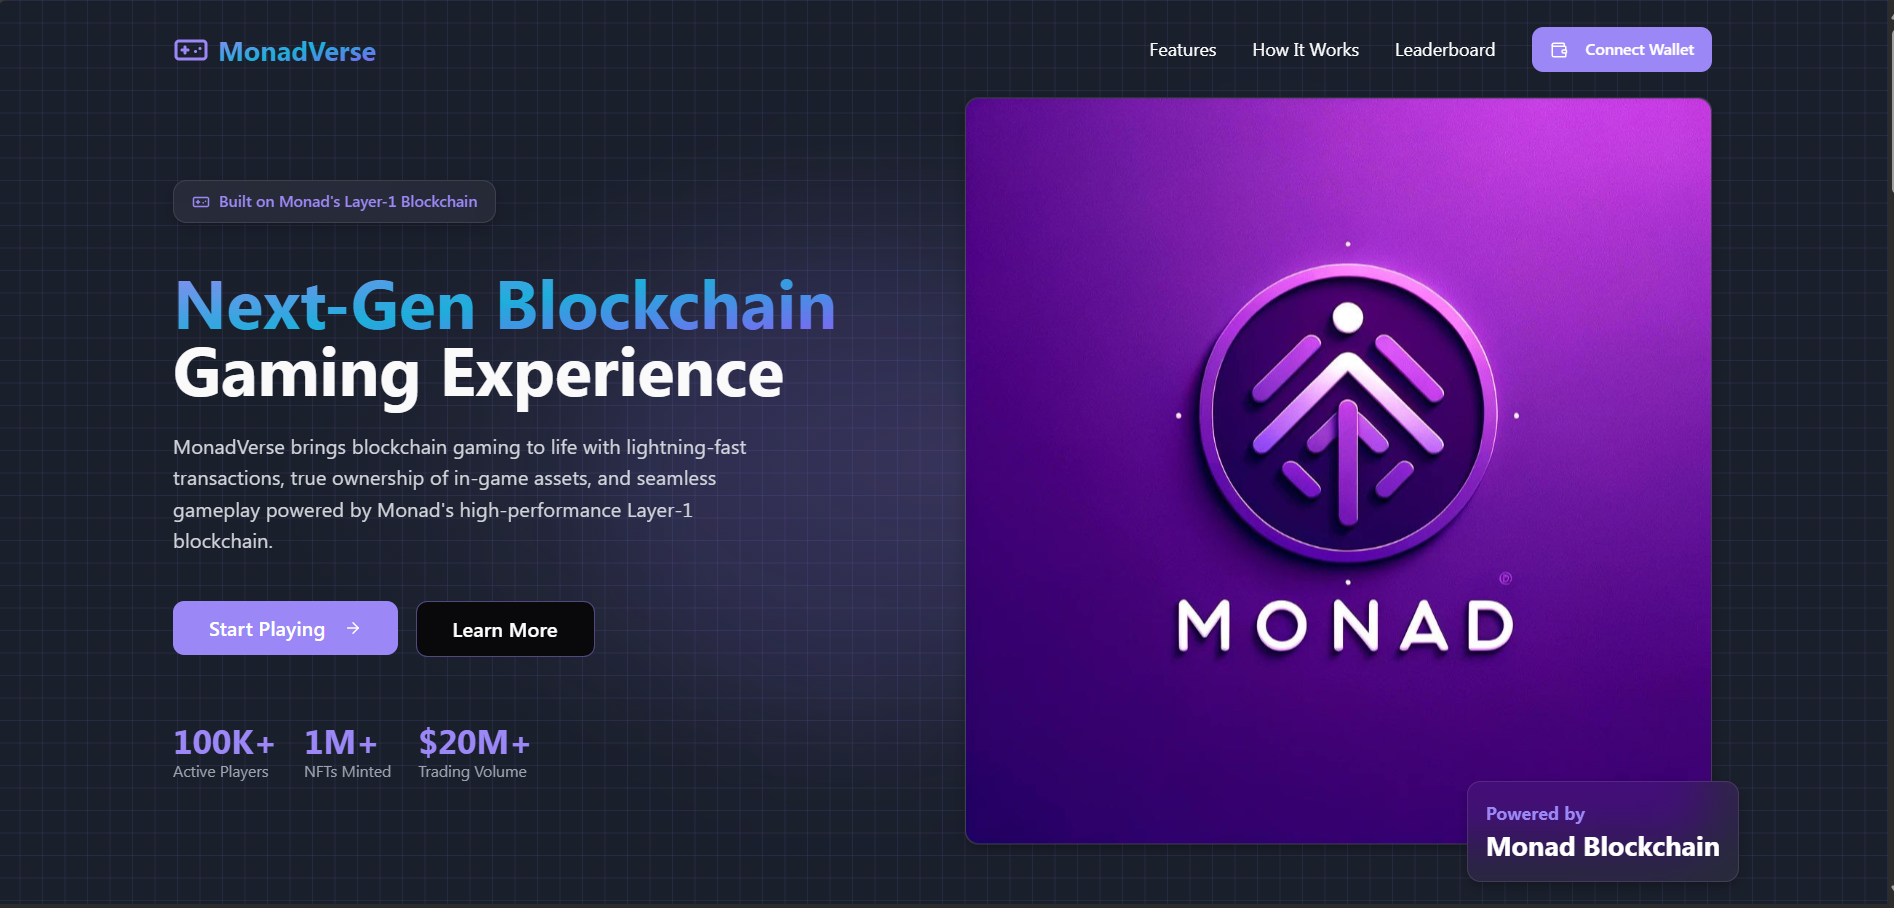 MonadVerse
Features
How It Works
Leaderboard
Connect Wallet
Built on Monad's Layer-1 Blockchain
Next-Gen Blockchain
Gaming Experience
MonadVerse brings blockchain gaming to life with lightning-fast
transactions, true ownership of in-game assets, and seamless
gameplay powered by Monad's high-performance Layer-1
blockchain.
Start Playing
Learn More
100K+
Active Players
1M+
NFTs Minted
$20M+
Trading Volume
MONAD
Powered by
Monad Blockchain